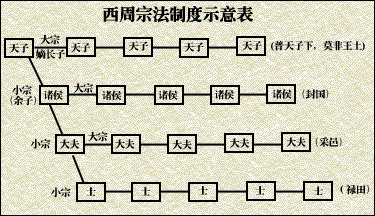 西周宗法制度示意表
天子 大宗 天子 天子 天子 天子 (普天子下，莫非王土)
嫡长子
小宗 诸侯 大宗 诸侯 诸侯 诸侯 诸侯 (封国)
(余子)
小宗 大夫 大宗 大夫 大夫 大夫 大夫 (采邑)
小宗 士 士 士 士 士 (禄田)